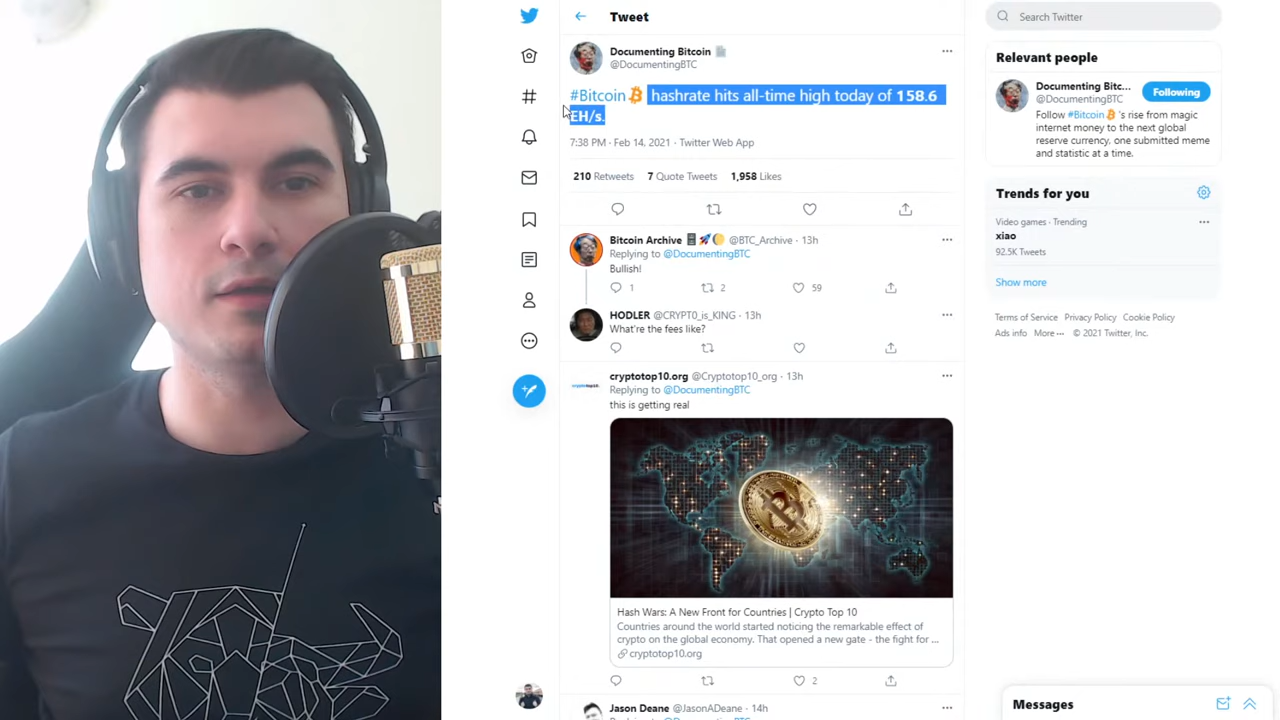 Tweet
Documenting Bitcoin
@DocumentingBTC
#Bitcoin hashrate hits all-time high today of 158.6
EH/s.
7:38 PM · Feb 14, 2021 · Twitter Web App
210 Retweets 7 Quote Tweets 1,958 Likes
Bitcoin Archive @BTC_Archive · 13h
Replying to @DocumentingBTC
Bullish!
1 2 59
HODLER @CRYPT0_is_KING · 13h
What're the fees like?
cryptotop10.org @Cryptotop10_org · 13h
Replying to @DocumentingBTC
this is getting real
Hash Wars: A New Front for Countries | Crypto Top 10
Countries around the world started noticing the remarkable effect of
crypto on the global economy. That opened a new gate - the fight for ...
cryptotop10.org
2
Jason Deane @JasonADeane · 14h
Search Twitter
Relevant people
Documenting Bitc...
@DocumentingBTC
Following
Follow #Bitcoin 's rise from magic
internet money to the next global
reserve currency, one submitted meme
and statistic at a time.
Trends for you
Video games · Trending
xiao
92.5K Tweets
Show more
Terms of Service Privacy Policy Cookie Policy
Ads info More ··· © 2021 Twitter, Inc.
Messages